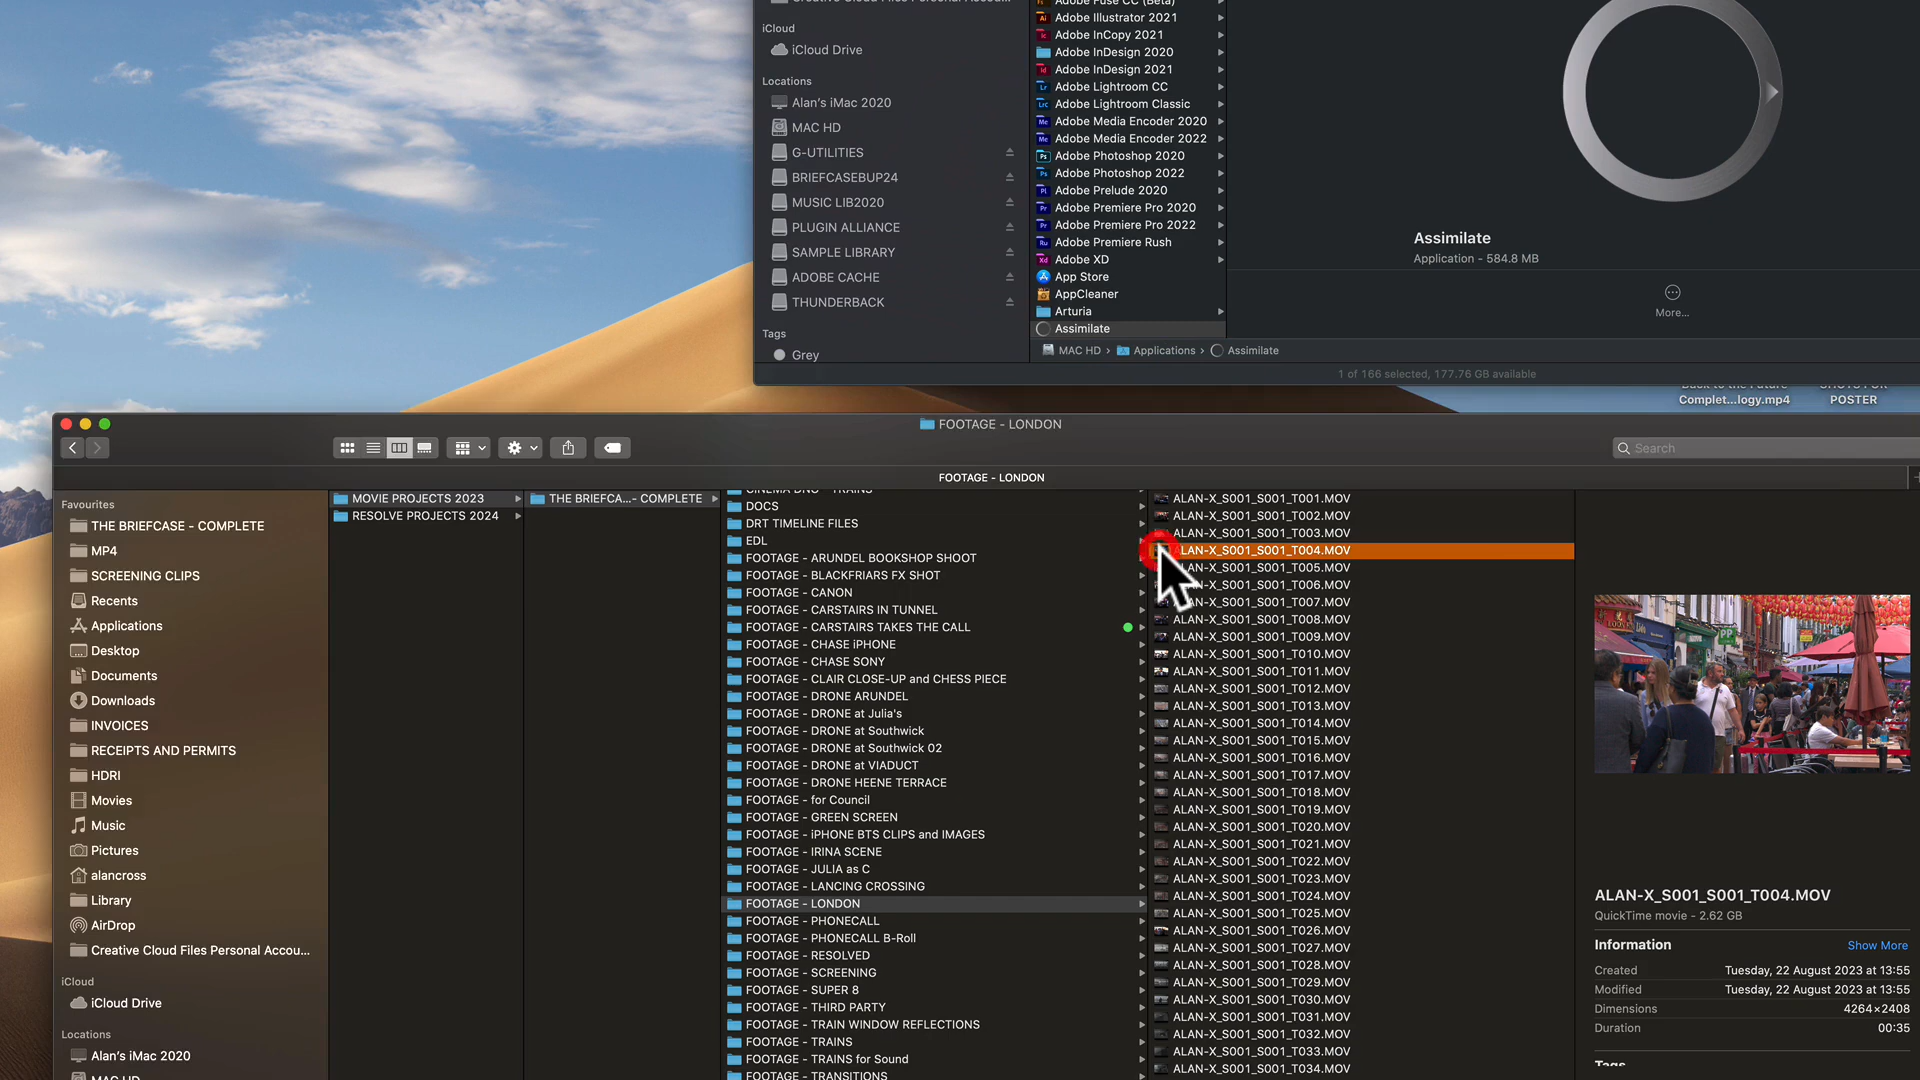 iCloud
iCloud Drive
Locations
Alan's iMac 2020
MAC HD
G-UTILITIES
BRIEFCASEBUP24
MUSIC LIB2020
PLUGIN ALLIANCE
SAMPLE LIBRARY
ADOBE CACHE
THUNDERBACK
Tags
Grey
Adobe Fuse CC (Beta)
Adobe Illustrator 2021
Adobe InCopy 2021
Adobe InDesign 2020
Adobe InDesign 2021
Adobe Lightroom CC
Adobe Lightroom Classic
Adobe Media Encoder 2020
Adobe Media Encoder 2022
Adobe Photoshop 2020
Adobe Photoshop 2022
Adobe Prelude 2020
Adobe Premiere Pro 2020
Adobe Premiere Pro 2022
Adobe Premiere Rush
Adobe XD
App Store
AppCleaner
Arturia
Assimilate
Assimilate
Application - 584.8 MB
More...
MAC HD › Applications › Assimilate
1 of 166 selected, 177.76 GB available
Complet...logy.mp4
POSTER
FOOTAGE - LONDON
Search
FOOTAGE - LONDON
Favourites
THE BRIEFCASE - COMPLETE
MP4
SCREENING CLIPS
Recents
Applications
Desktop
Documents
Downloads
INVOICES
RECEIPTS AND PERMITS
HDRI
Movies
Music
Pictures
alancross
Library
AirDrop
Creative Cloud Files Personal Accou...
iCloud
iCloud Drive
Locations
Alan's iMac 2020
MAC HD
MOVIE PROJECTS 2023
RESOLVE PROJECTS 2024
THE BRIEFCA...- COMPLETE
CINEMA DNG - TRAINS
DOCS
DRT TIMELINE FILES
EDL
FOOTAGE - ARUNDEL BOOKSHOP SHOOT
FOOTAGE - BLACKFRIARS FX SHOT
FOOTAGE - CANON
FOOTAGE - CARSTAIRS IN TUNNEL
FOOTAGE - CARSTAIRS TAKES THE CALL
FOOTAGE - CHASE iPHONE
FOOTAGE - CHASE SONY
FOOTAGE - CLAIR CLOSE-UP and CHESS PIECE
FOOTAGE - DRONE ARUNDEL
FOOTAGE - DRONE at Julia's
FOOTAGE - DRONE at Southwick
FOOTAGE - DRONE at Southwick 02
FOOTAGE - DRONE at VIADUCT
FOOTAGE - DRONE HEENE TERRACE
FOOTAGE - for Council
FOOTAGE - GREEN SCREEN
FOOTAGE - iPHONE BTS CLIPS and IMAGES
FOOTAGE - IRINA SCENE
FOOTAGE - JULIA as C
FOOTAGE - LANCING CROSSING
FOOTAGE - LONDON
FOOTAGE - PHONECALL
FOOTAGE - PHONECALL B-Roll
FOOTAGE - RESOLVED
FOOTAGE - SCREENING
FOOTAGE - SUPER 8
FOOTAGE - THIRD PARTY
FOOTAGE - TRAIN WINDOW REFLECTIONS
FOOTAGE - TRAINS
FOOTAGE - TRAINS for Sound
FOOTAGE - TRANSITIONS
ALAN-X_S001_S001_T001.MOV
ALAN-X_S001_S001_T002.MOV
ALAN-X_S001_S001_T003.MOV
ALAN-X_S001_S001_T004.MOV
ALAN-X_S001_S001_T005.MOV
ALAN-X_S001_S001_T006.MOV
ALAN-X_S001_S001_T007.MOV
ALAN-X_S001_S001_T008.MOV
ALAN-X_S001_S001_T009.MOV
ALAN-X_S001_S001_T010.MOV
ALAN-X_S001_S001_T011.MOV
ALAN-X_S001_S001_T012.MOV
ALAN-X_S001_S001_T013.MOV
ALAN-X_S001_S001_T014.MOV
ALAN-X_S001_S001_T015.MOV
ALAN-X_S001_S001_T016.MOV
ALAN-X_S001_S001_T017.MOV
ALAN-X_S001_S001_T018.MOV
ALAN-X_S001_S001_T019.MOV
ALAN-X_S001_S001_T020.MOV
ALAN-X_S001_S001_T021.MOV
ALAN-X_S001_S001_T022.MOV
ALAN-X_S001_S001_T023.MOV
ALAN-X_S001_S001_T024.MOV
ALAN-X_S001_S001_T025.MOV
ALAN-X_S001_S001_T026.MOV
ALAN-X_S001_S001_T027.MOV
ALAN-X_S001_S001_T028.MOV
ALAN-X_S001_S001_T029.MOV
ALAN-X_S001_S001_T030.MOV
ALAN-X_S001_S001_T031.MOV
ALAN-X_S001_S001_T032.MOV
ALAN-X_S001_S001_T033.MOV
ALAN-X_S001_S001_T034.MOV
ALAN-X_S001_S001_T004.MOV
QuickTime movie - 2.62 GB
Information
Show More
Created Tuesday, 22 August 2023 at 13:55
Modified Tuesday, 22 August 2023 at 13:55
Dimensions 4264×2408
Duration 00:35
Tags